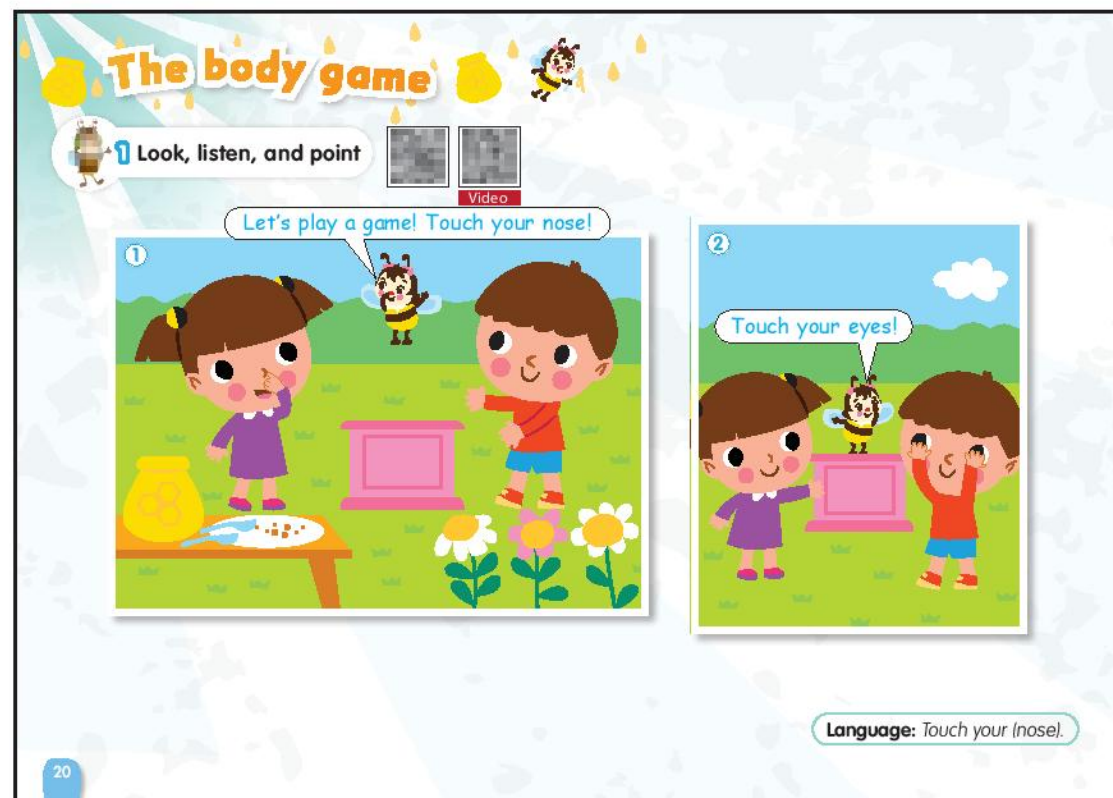 The body game
1 Look, listen, and point
Video
Let's play a game! Touch your nose!
1
2
Touch your eyes!
Language: Touch your (nose).
20